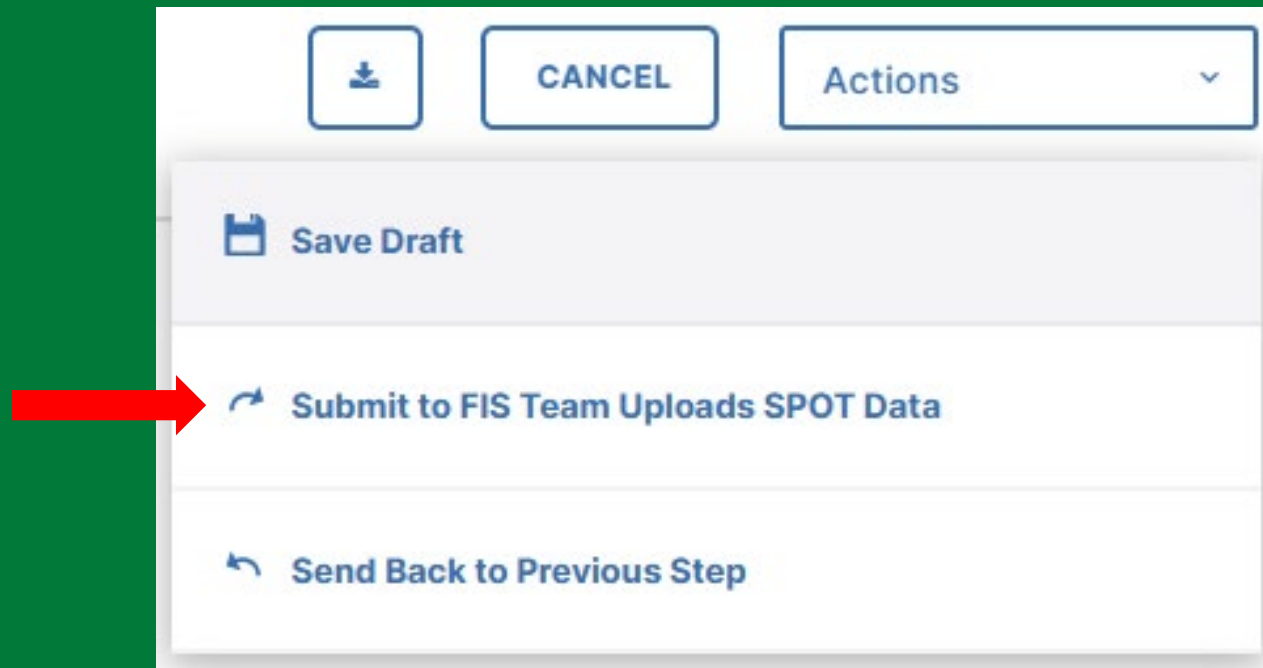 CANCEL
Actions
Save Draft
Submit to FIS Team Uploads SPOT Data
Send Back to Previous Step